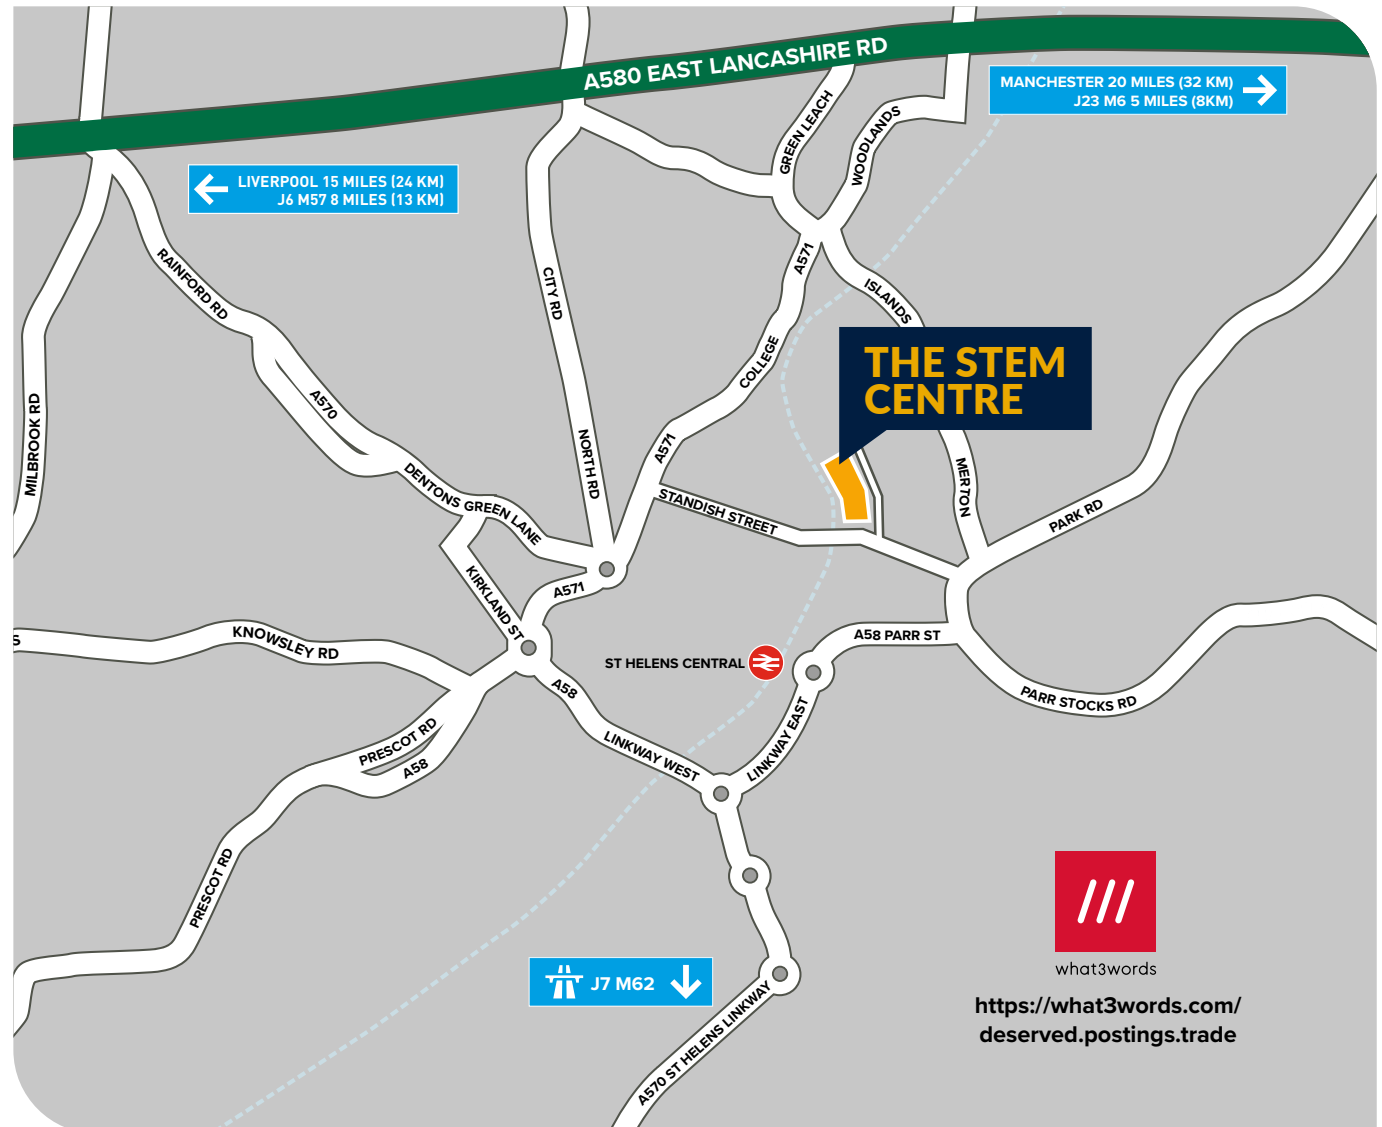 A580 EAST LANCASHIRE RD
MANCHESTER 20 MILES (32 KM)
J23 M6 5 MILES (8KM)
LIVERPOOL 15 MILES (24 KM)
J6 M57 8 MILES (13 KM)
GREEN LEACH
WOODLANDS
RAINFORD RD
CITY RD
A571
ISLANDS
THE STEM
CENTRE
COLLEGE
MILBROOK RD
A570
NORTH RD
A571
DENTONS GREEN LANE
STANDISH STREET
MERTON
PARK RD
KIRKLAND ST
A571
S
KNOWSLEY RD
A58 PARR ST
ST HELENS CENTRAL
A58
PARR STOCKS RD
LINKWAY EAST
LINKWAY WEST
PRESCOT RD
A58
PRESCOT RD
J7 M62
A570 ST HELENS LINKWAY
what3words
https://what3words.com/
deserved.postings.trade